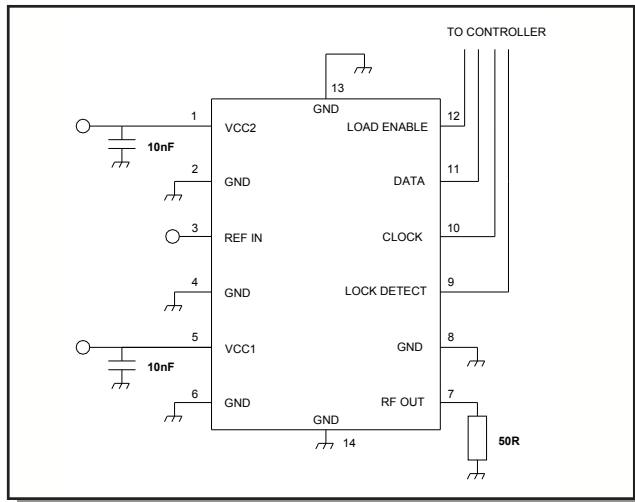 TO CONTROLLER
13
GND
1
12
VCC2
LOAD ENABLE
10nF
2
11
GND
DATA
3
10
REF IN
CLOCK
4
9
GND
LOCK DETECT
5
8
VCC1
GND
10nF
6
7
GND
RF OUT
GND
14
50R